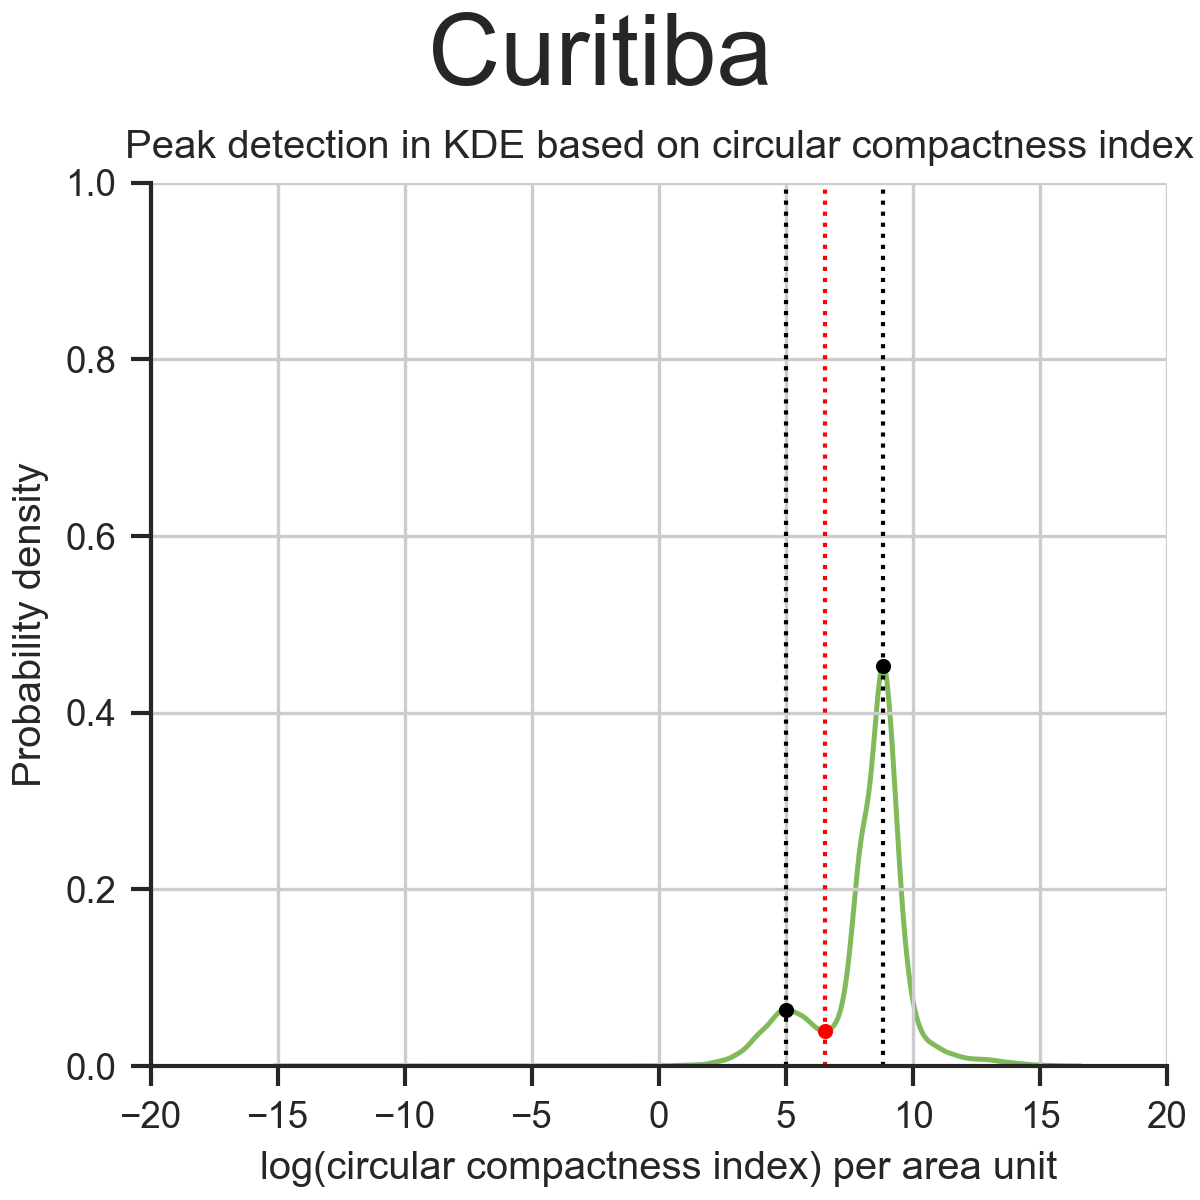 Curitiba
Peak detection in KDE based on circular compactness index
1.0
0.8
0.6
0.4
0.2
0.0
Probability density
−20 −15 −10 −5 0 5 10 15 20
log(circular compactness index) per area unit